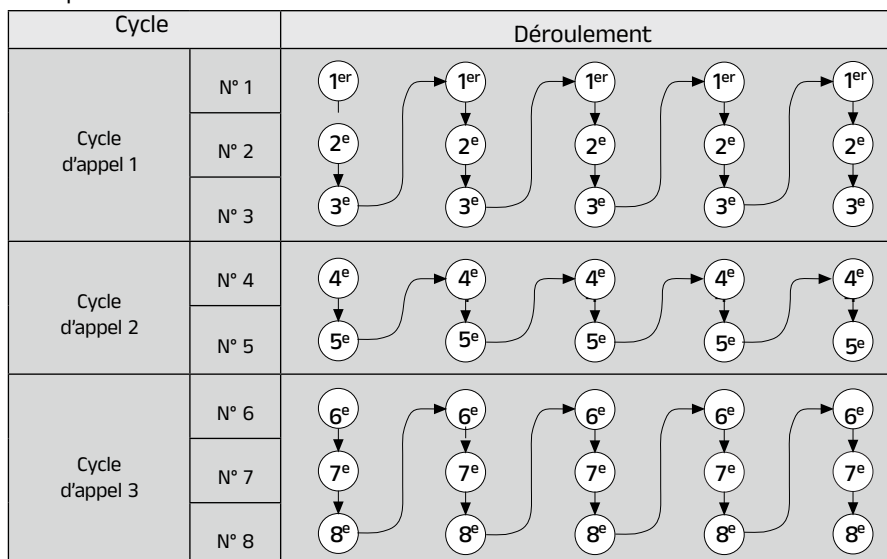 Cycle Déroulement
N° 1 1er 1er 1er 1er 1er
Cycle
d'appel 1
N° 2 2e 2e 2e 2e 2e
N° 3 3e 3e 3e 3e 3e
N° 4 4e 4e 4e 4e 4e
Cycle
d'appel 2
N° 5 5e 5e 5e 5e 5e
N° 6 6e 6e 6e 6e 6e
Cycle
d'appel 3
N° 7 7e 7e 7e 7e 7e
N° 8 8e 8e 8e 8e 8e